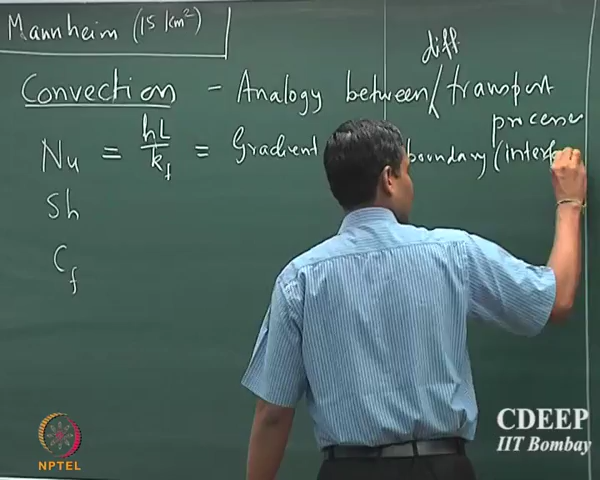 Mannheim (15 km²)
diff
Convection - Analogy between transport
processes
Nu = hL/k_f = Gradient boundary (interf
Sh
C_f
NPTEL
CDEEP
IIT Bombay